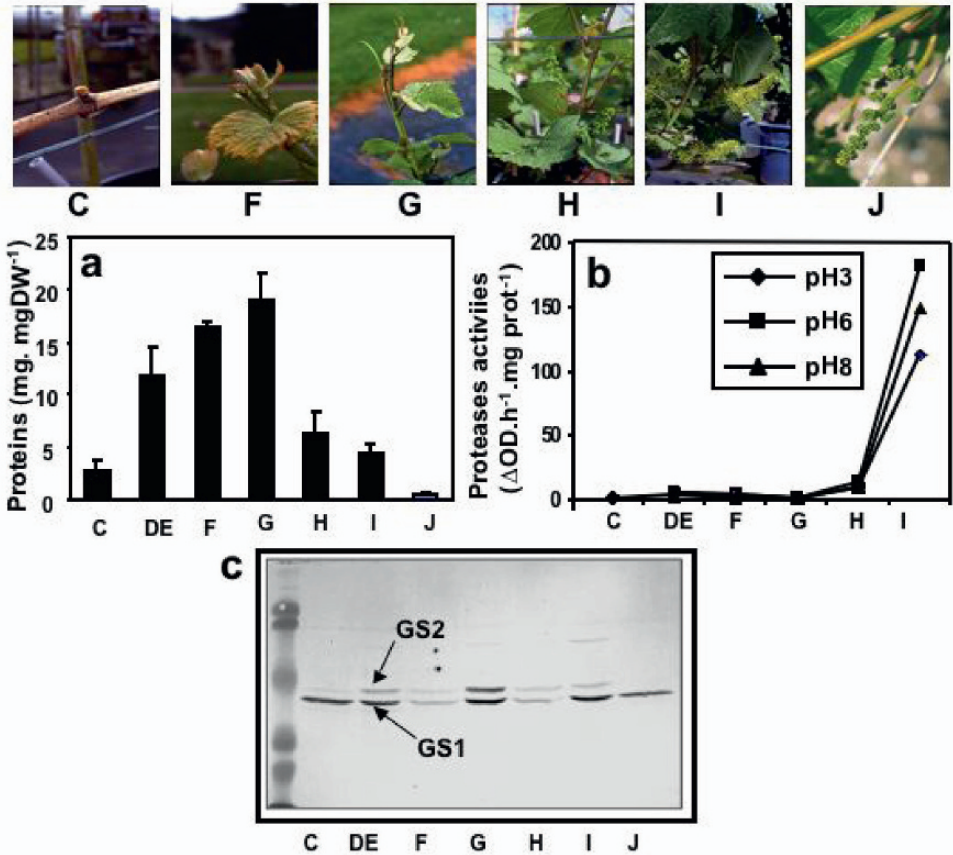 C F G H I J
a
Proteins (mg. mgDW⁻¹)
25
20
15
10
5
0
C DE F G H I J
b
Proteases activiies
(ΔOD.h⁻¹.mg prot⁻¹)
200
150
100
50
0
pH3
pH6
pH8
C DE F G H I
c
GS2
GS1
C DE F G H I J